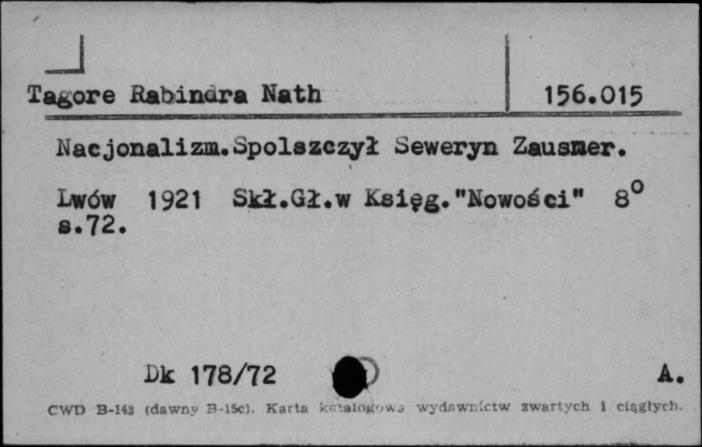 Tagore Rabindra Nath 156.015
Nacjonalizm.Spolszczył Seweryn Zausmer.
Lwów 1921 Skł.Gł.w Księg."Nowości" 8°
s.72.
Dk 178/72 A.
CWD B-143 (dawny B-15c). Karta katalogowa wydawnictw zwartych i ciągłych.